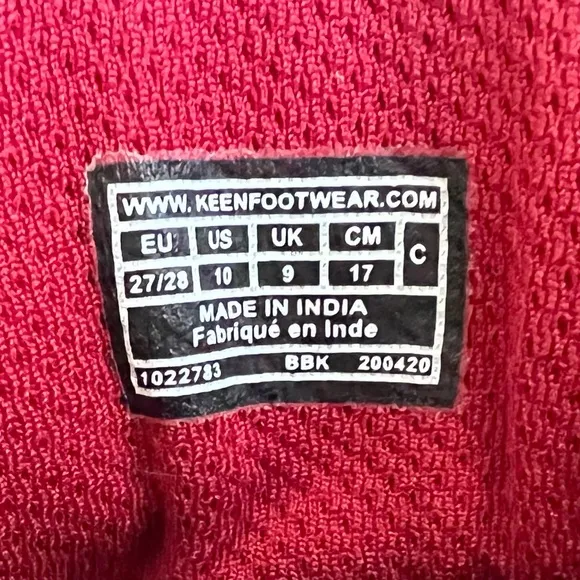 WWW.KEENFOOTWEAR.COM
EU US UK CM C
27/28 10 9 17
MADE IN INDIA
Fabriqué en Inde
1022783 BBK 200420